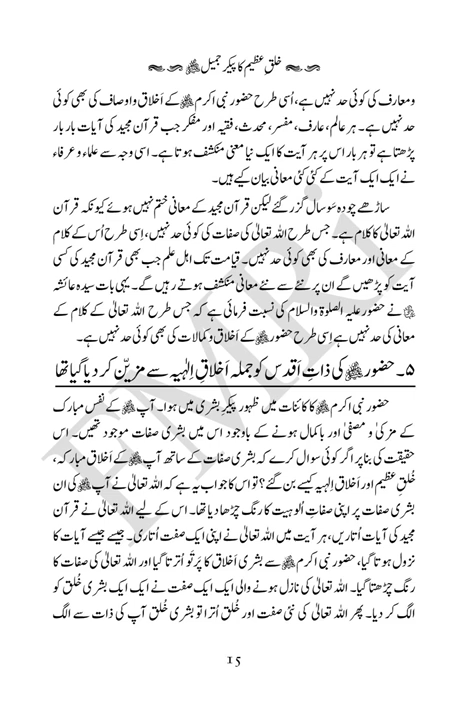 خلقِ عظیم کا پیکرِ جمیل ﷺ
ومعارف کی کوئی حد نہیں ہے، اُسی طرح حضور نبی اکرم ﷺ کے اَخلاق واوصاف کی بھی کوئی
حد نہیں ہے۔ ہر عالم، عارف، مفسر، محدث، فقیہ اور مفکر جب قرآن مجید کی آیات بار بار
پڑھتا ہے تو ہر بار اس پر ہر آیت کا ایک نیا معنی منکشف ہوتا ہے۔ اسی وجہ سے علماء و عرفاء
نے ایک ایک آیت کے کئی کئی معانی بیان کیے ہیں۔
ساڑھے چودہ سَو سال گزر گئے لیکن قرآن مجید کے معانی ختم نہیں ہوئے کیونکہ قرآن
اللہ تعالیٰ کا کلام ہے۔ جس طرح اللہ تعالیٰ کی صفات کی کوئی حد نہیں، اِسی طرح اُس کے کلام
کے معانی اور معارف کی بھی کوئی حد نہیں۔ قیامت تک اہل علم جب بھی قرآن مجید کی کسی
آیت کو پڑھیں گے ان پر نئے سے نئے معانی منکشف ہوتے رہیں گے۔ یہی بات سیدہ عائشہ
نے حضور علیہ الصلوۃ والسلام کی نسبت فرمائی ہے کہ جس طرح اللہ تعالیٰ کے کلام کے
معانی کی حد نہیں ہے اِسی طرح حضور ﷺ کے اَخلاق و کمالات کی بھی کوئی حد نہیں ہے۔
۵۔ حضور ﷺ کی ذاتِ اَقدس کو جملہ اَخلاقِ اِلٰہیہ سے مزیّن کر دیا گیا تھا
حضور نبی اکرم ﷺ کا کائنات میں ظہور پیکرِ بشری میں ہوا۔ آپ ﷺ کے نفس مبارک
کے مزکیٰ و مصفیٰ اور باکمال ہونے کے باوجود اس میں بشری صفات موجود تھیں۔ اس
حقیقت کی بنا پر اگر کوئی سوال کرے کہ بشری صفات کے ساتھ آپ ﷺ کے اَخلاق مبارکہ،
خُلقِ عظیم اور اَخلاق اِلٰہیہ کیسے بن گئے؟ تو اس کا جواب یہ ہے کہ اللہ تعالیٰ نے آپ ﷺ کی ان
بشری صفات پر اپنی صفاتِ اُلوہیت کا رنگ چڑھا دیا تھا۔ اس کے لیے اللہ تعالیٰ نے قرآن
مجید کی آیات اُتاریں، ہر آیت میں اللہ تعالیٰ نے اپنی ایک صفت اُتاری۔ جیسے جیسے آیات کا
نزول ہوتا گیا، حضور نبی اکرم ﷺ سے بشری اَخلاق کا پَرتَو اُترتا گیا اور اللہ تعالیٰ کی صفات کا
رنگ چڑھتا گیا۔ اللہ تعالیٰ کی نازل ہونے والی ایک ایک صفت نے ایک ایک بشری خُلق کو
الگ کر دیا۔ پھر اللہ تعالیٰ کی نئی صفت اور خُلق اُترا تو بشری خُلق آپ کی ذات سے الگ
15
FMRi